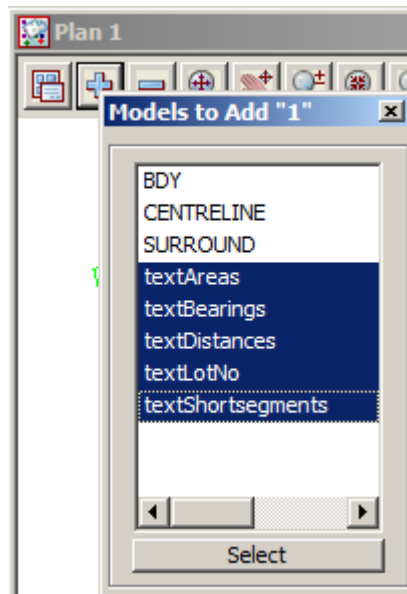 Plan 1
Models to Add "1"
BDY
CENTRELINE
SURROUND
textAreas
textBearings
textDistances
textLotNo
textShortsegments
Select